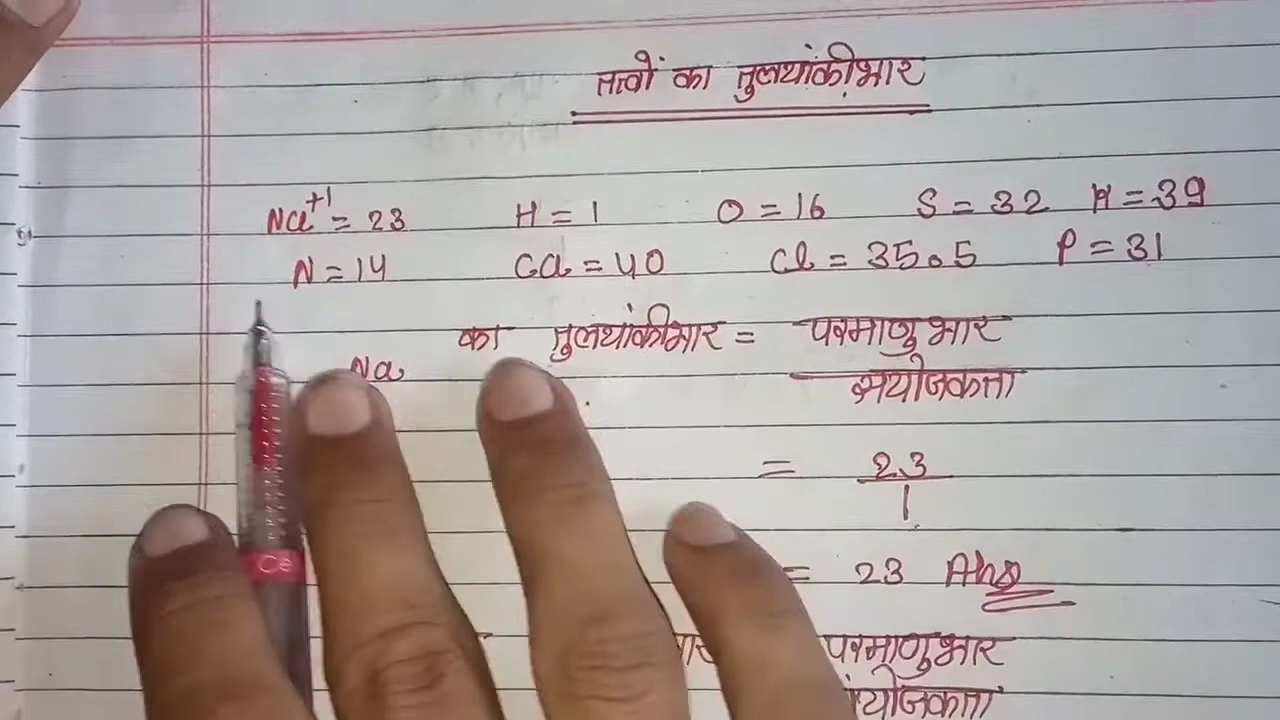 तत्वों का तुल्यांकी भार
Na⁺¹ = 23 H = 1 O = 16 S = 32 = 39
N = 14 Ca = 40 Cl = 35.5 P = 31
Na का तुल्यांकी भार = परमाणु भार
संयोजकता
= 23
1
= 23 Ans
परमाणु भार
संयोजकता